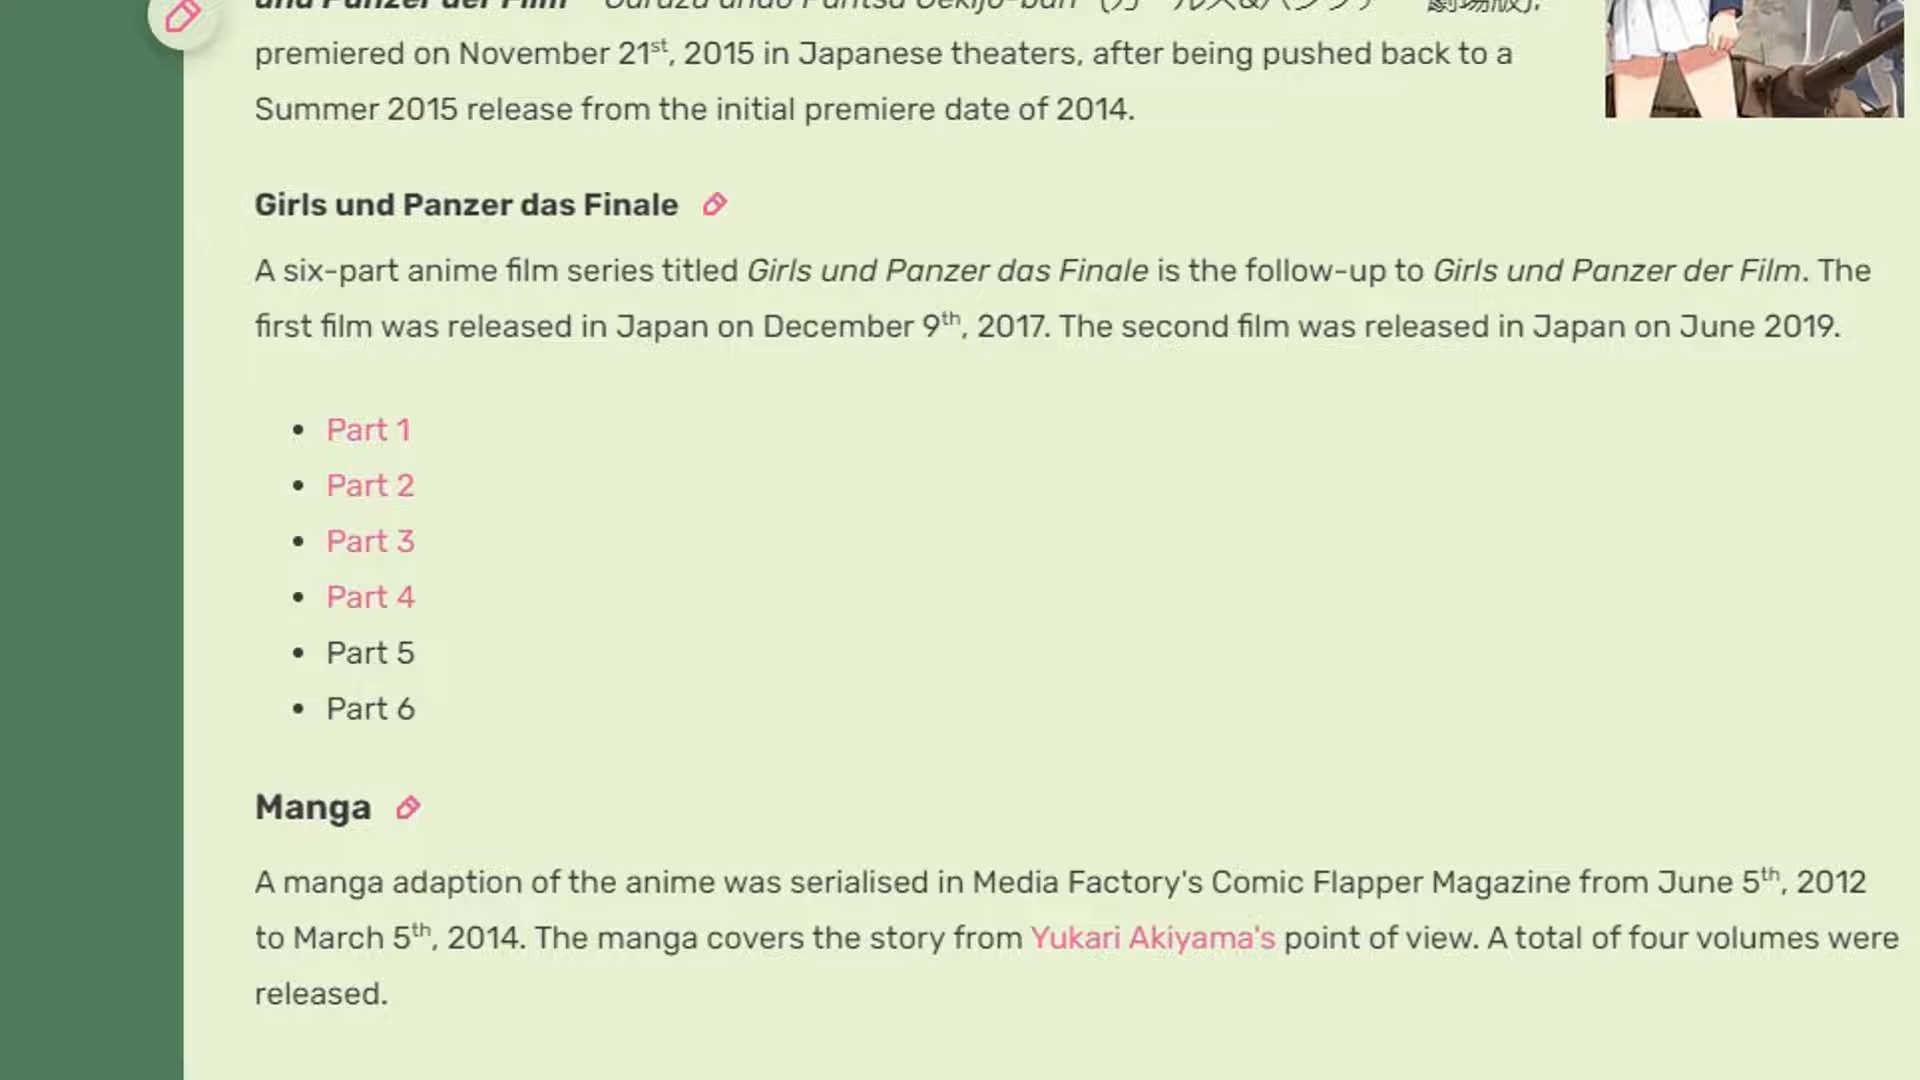 und Panzer der Film
premiered on November 21st, 2015 in Japanese theaters, after being pushed back to a
Summer 2015 release from the initial premiere date of 2014.
Girls und Panzer das Finale
A six-part anime film series titled Girls und Panzer das Finale is the follow-up to Girls und Panzer der Film. The
first film was released in Japan on December 9th, 2017. The second film was released in Japan on June 2019.
• Part 1
• Part 2
• Part 3
• Part 4
• Part 5
• Part 6
Manga
A manga adaption of the anime was serialised in Media Factory's Comic Flapper Magazine from June 5th, 2012
to March 5th, 2014. The manga covers the story from Yukari Akiyama's point of view. A total of four volumes were
released.